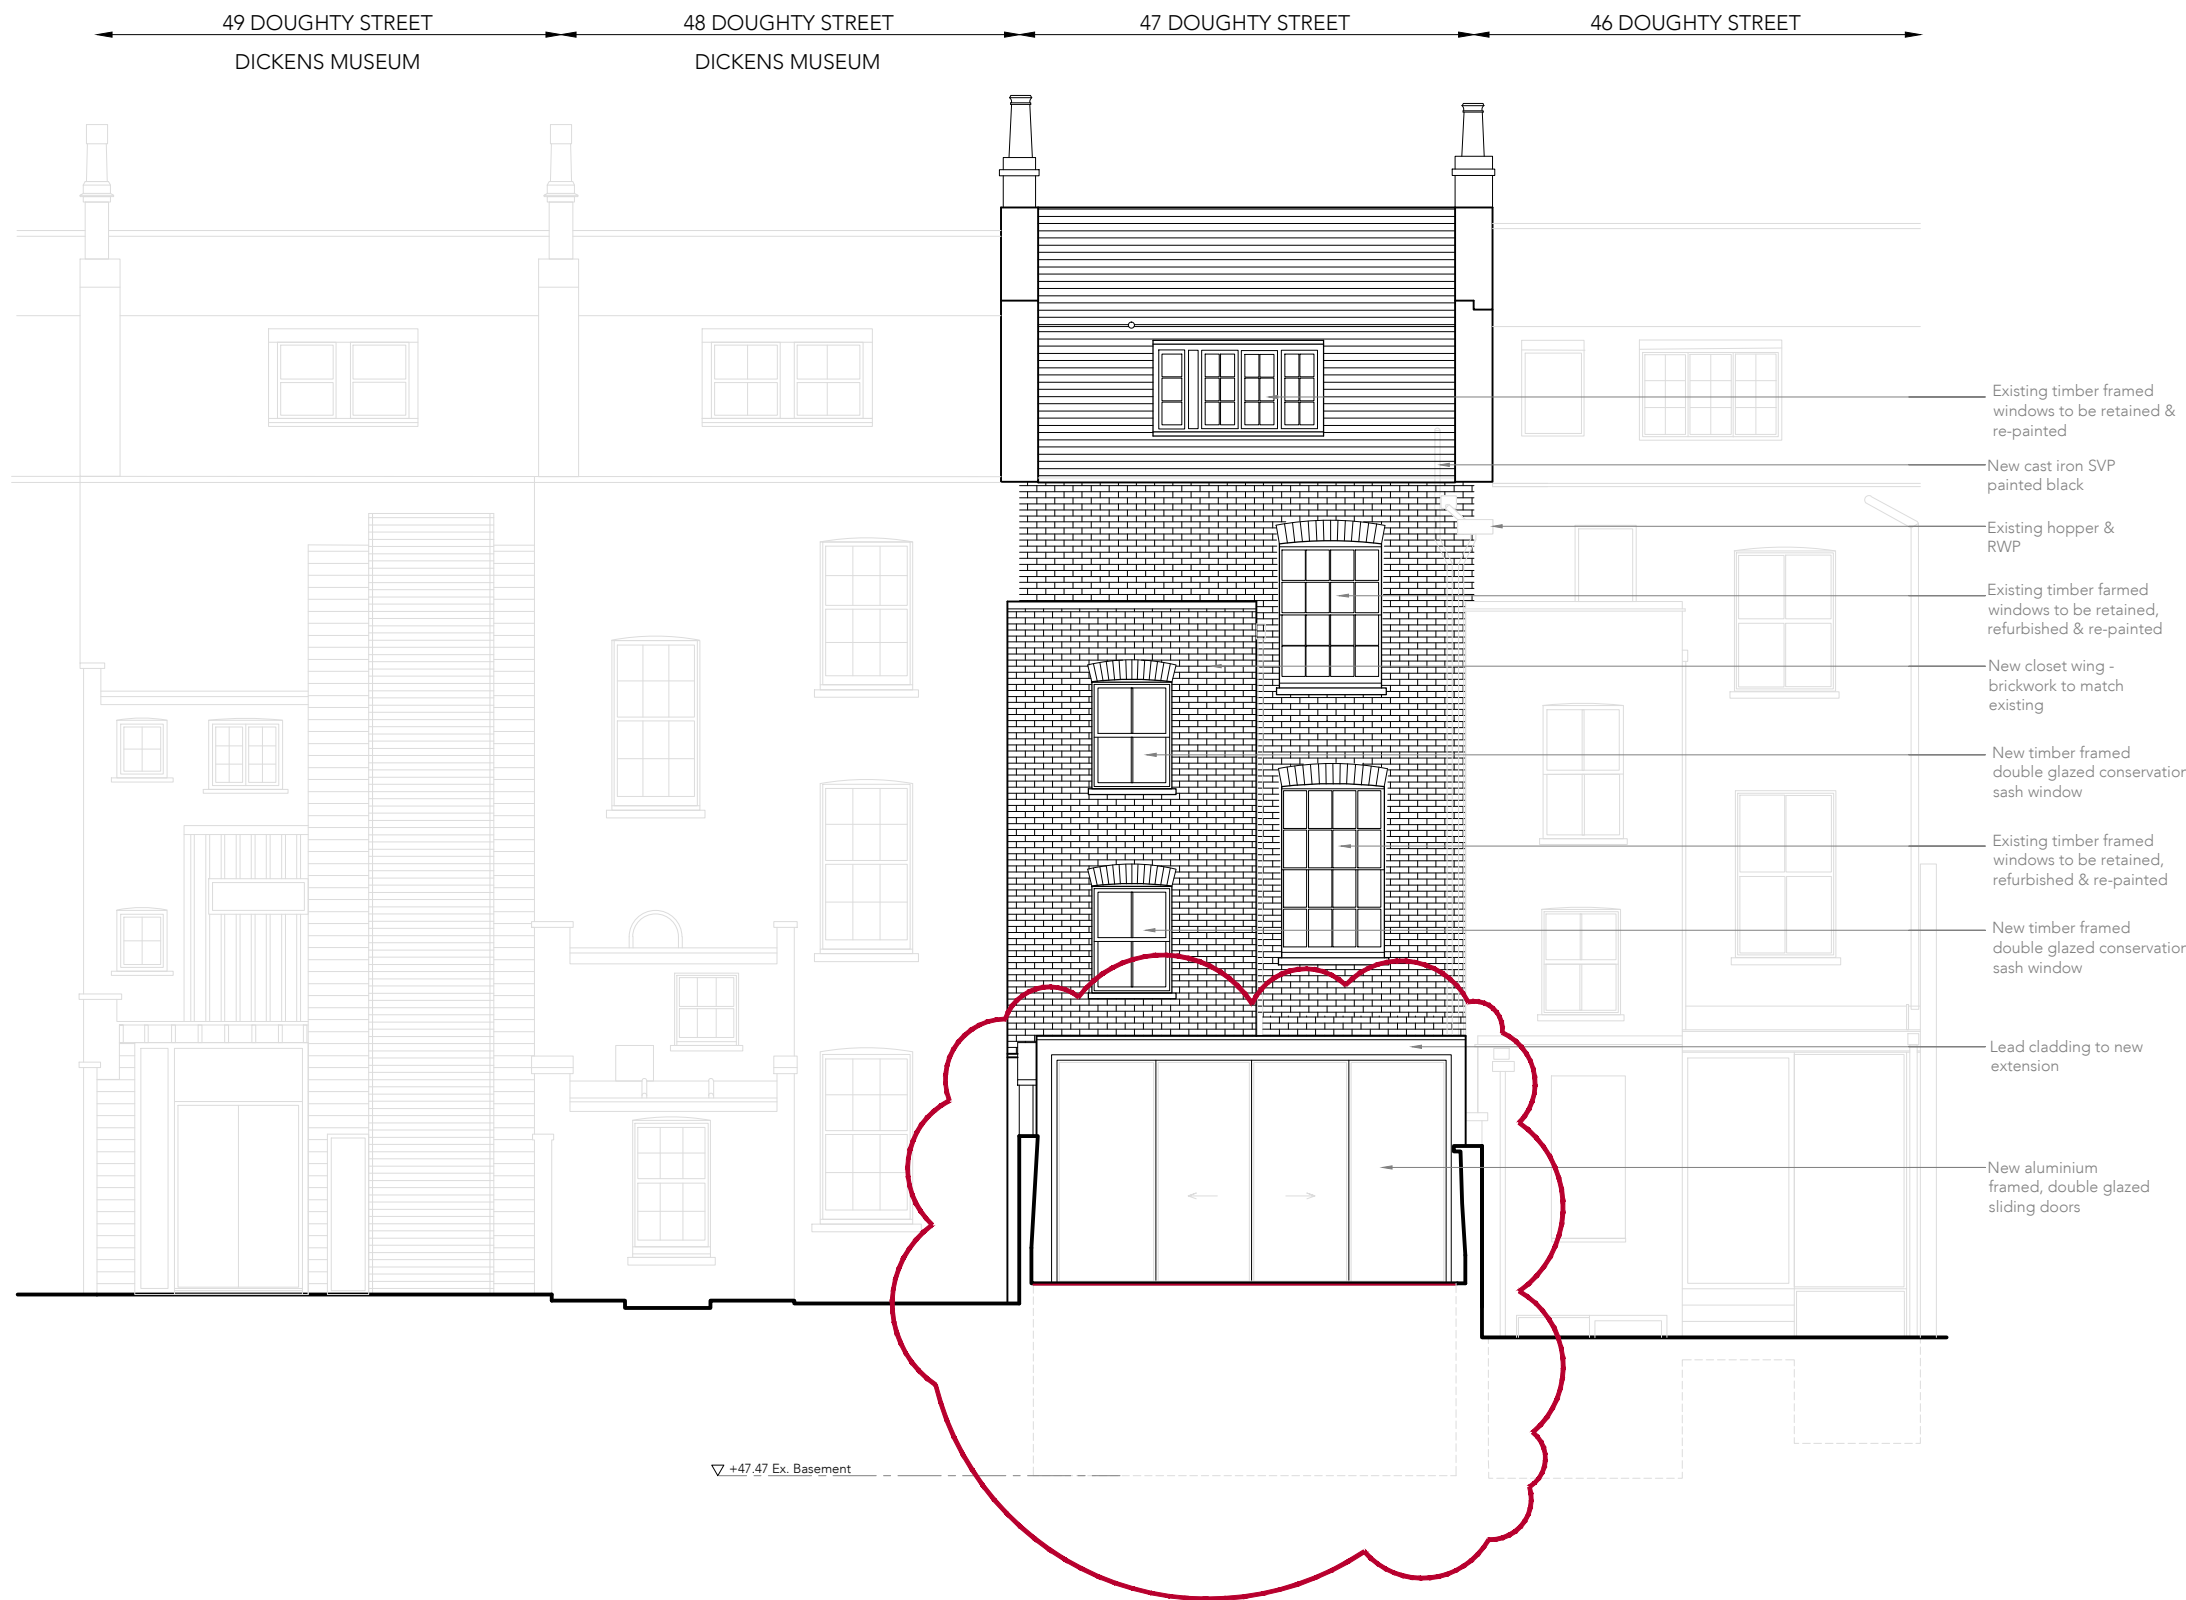 49 DOUGHTY STREET
48 DOUGHTY STREET
47 DOUGHTY STREET
46 DOUGHTY STREET
DICKENS MUSEUM
DICKENS MUSEUM
Existing timber framed
windows to be retained &
re-painted
New cast iron SVP
painted black
Existing hopper &
RWP
Existing timber farmed
windows to be retained,
refurbished & re-painted
New closet wing -
brickwork to match
existing
New timber framed
double glazed conservation
sash window
Existing timber framed
windows to be retained,
refurbished & re-painted
New timber framed
double glazed conservation
sash window
Lead cladding to new
extension
New aluminium
framed, double glazed
sliding doors
+47.47 Ex. Basement